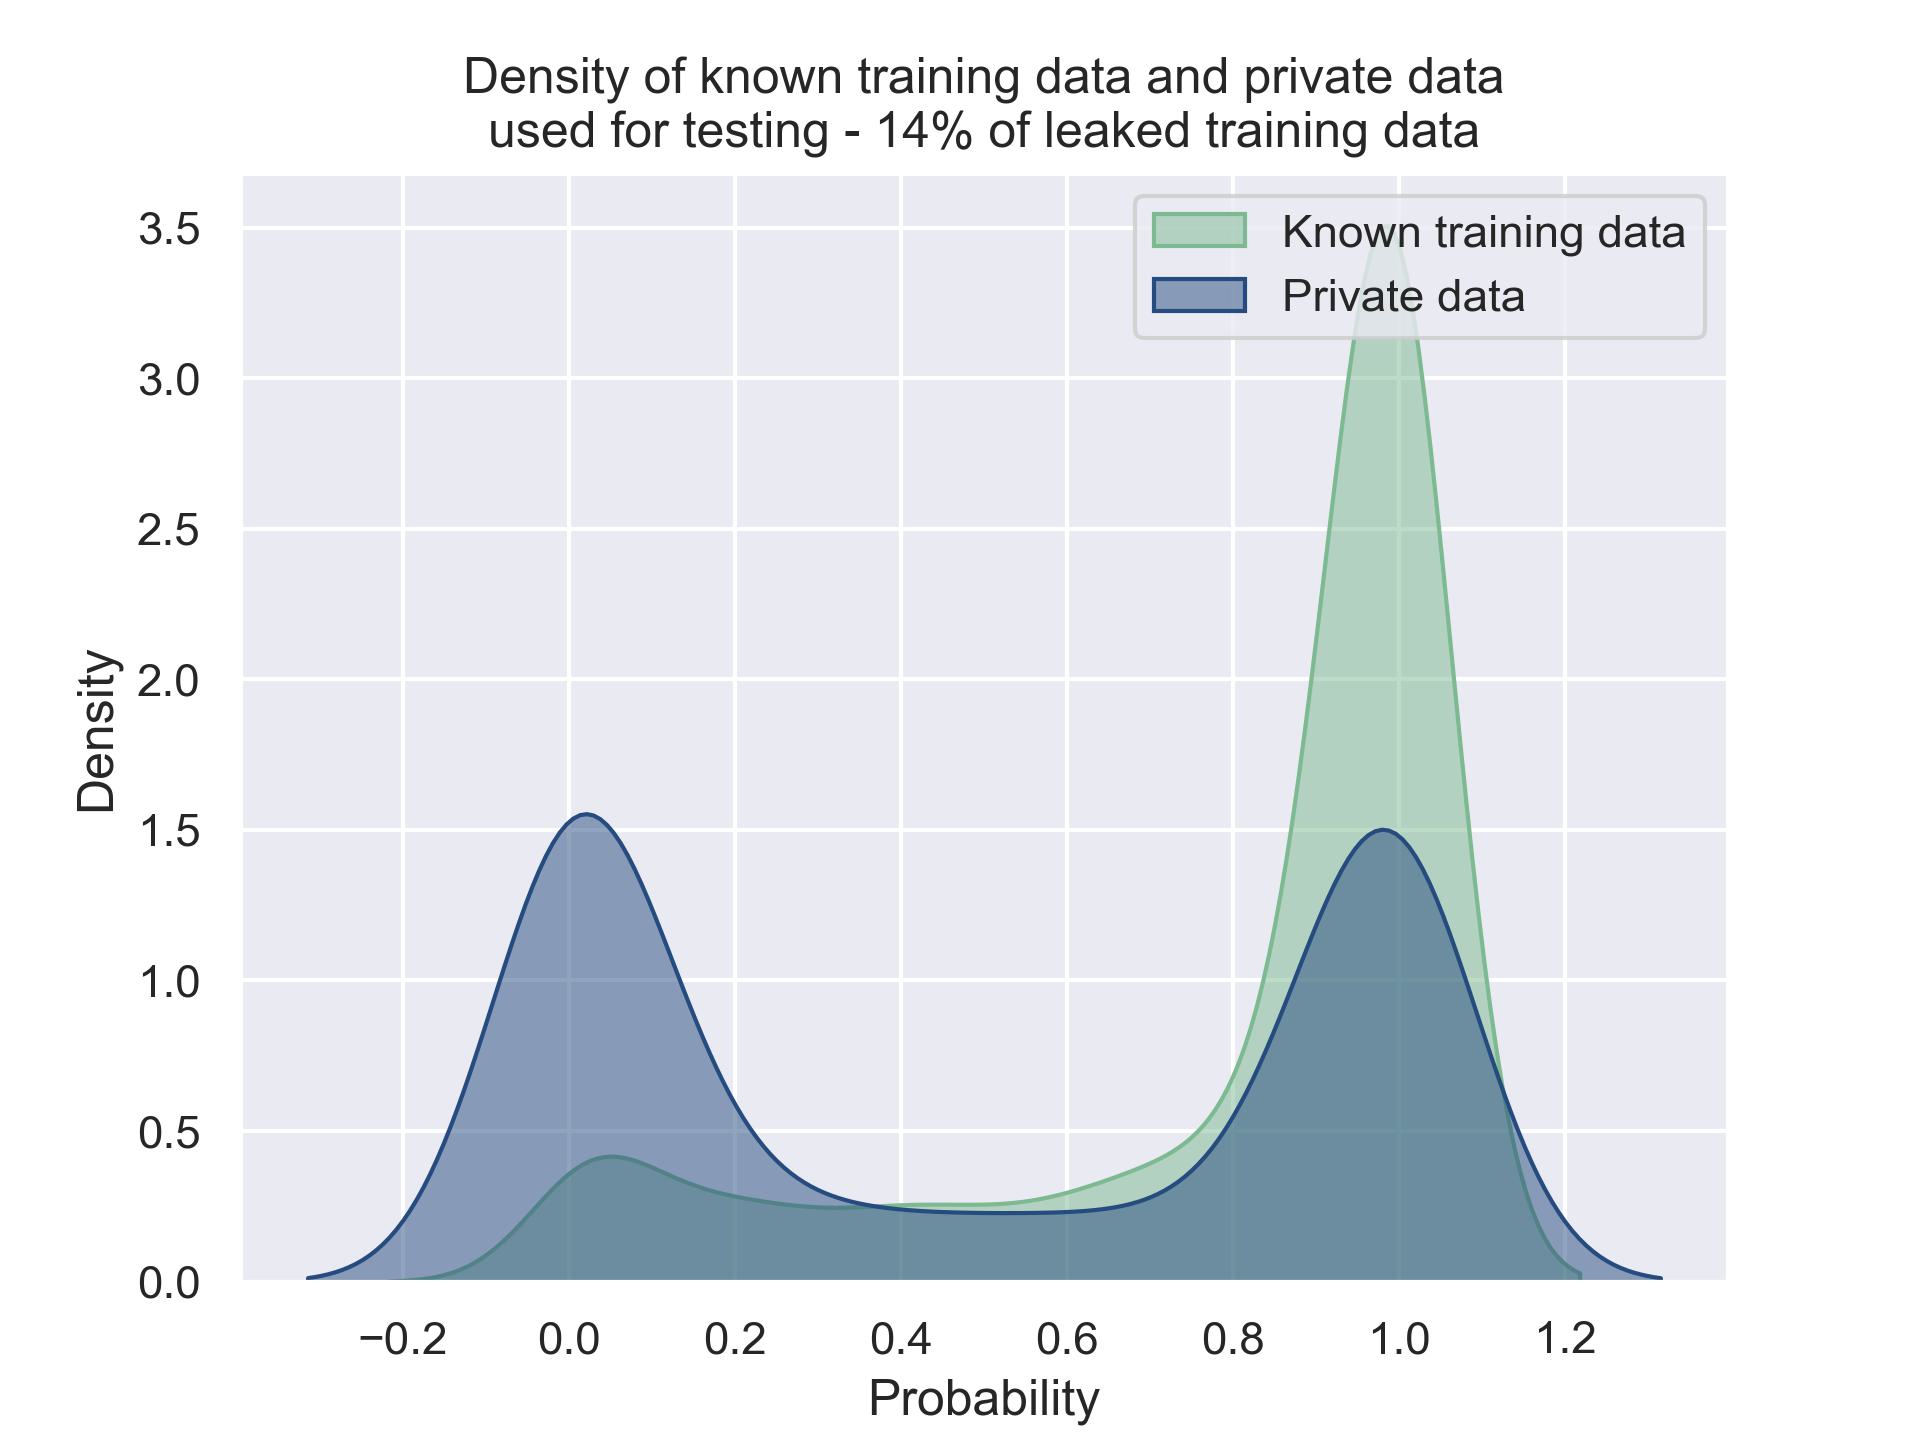 Density of known training data and private data
used for testing - 14% of leaked training data
Known training data
Private data
3.5
3.0
2.5
2.0
1.5
1.0
0.5
0.0
Density
−0.2 0.0 0.2 0.4 0.6 0.8 1.0 1.2
Probability